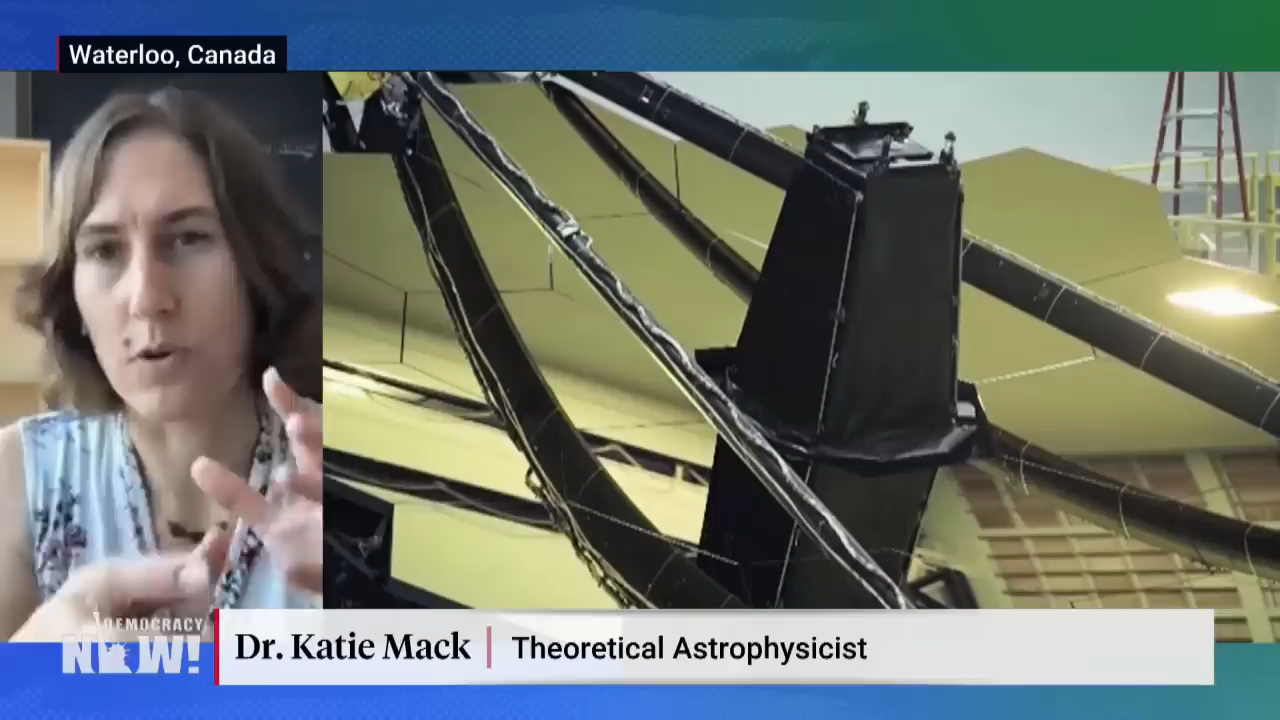 Waterloo, Canada
DEMOCRACY
NOW!
Dr. Katie Mack | Theoretical Astrophysicist